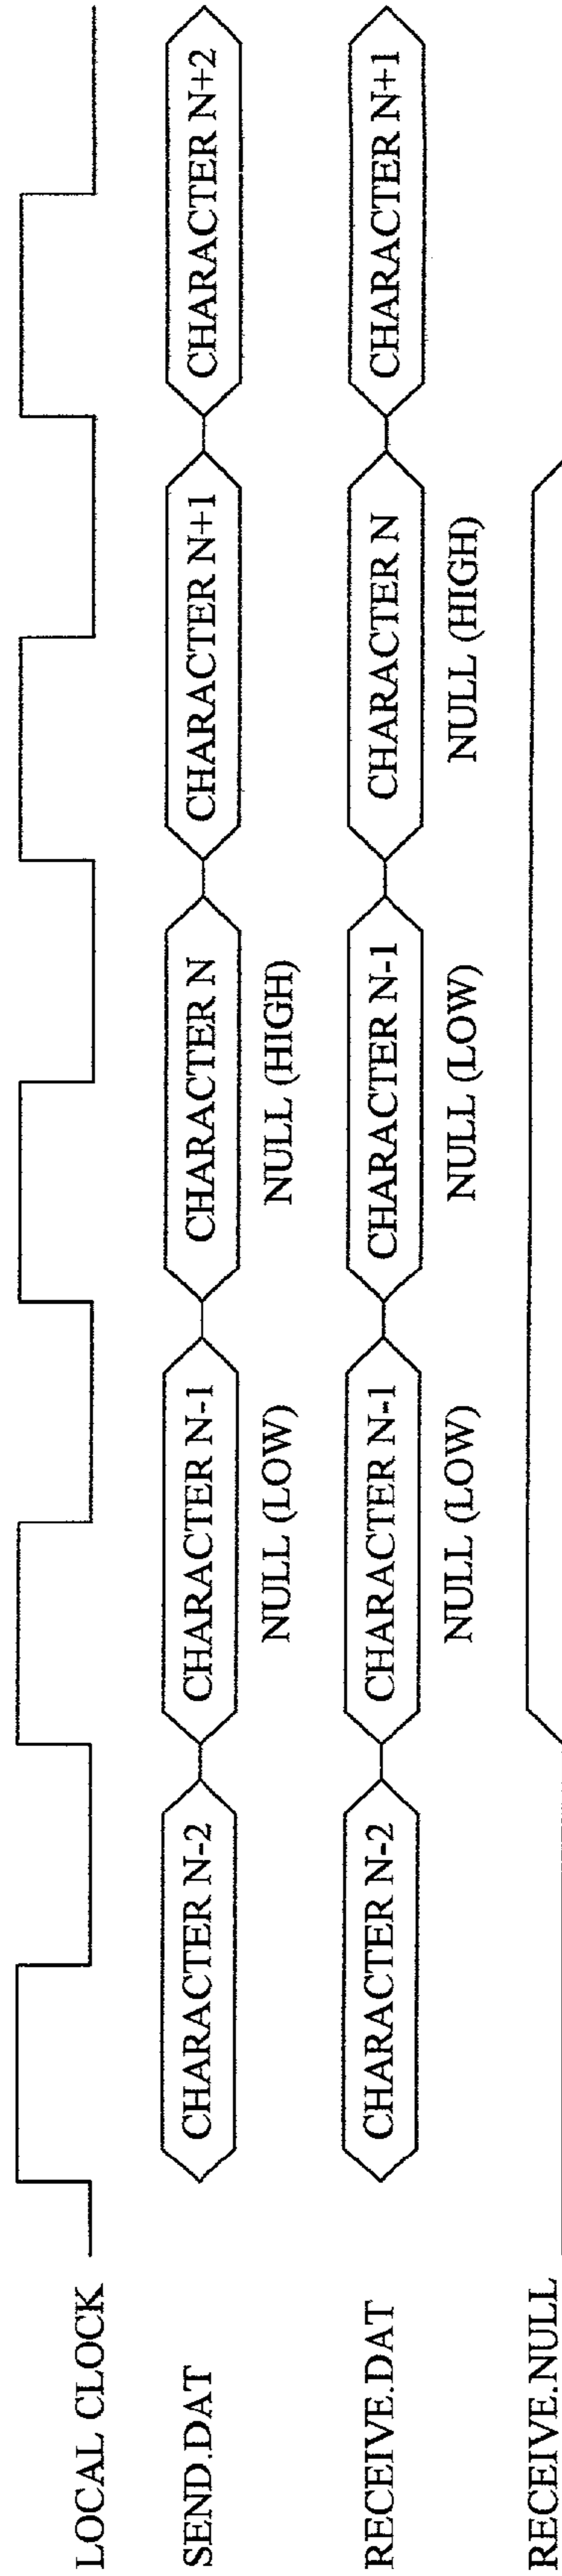 LOCAL CLOCK
SEND.DAT
CHARACTER N-2
CHARACTER N-1
CHARACTER N
CHARACTER N+1
CHARACTER N+2
NULL (LOW)
NULL (HIGH)
RECEIVE.DAT
CHARACTER N-2
CHARACTER N-1
CHARACTER N-1
CHARACTER N
CHARACTER N+1
NULL (LOW)
NULL (LOW)
NULL (HIGH)
RECEIVE.NULL